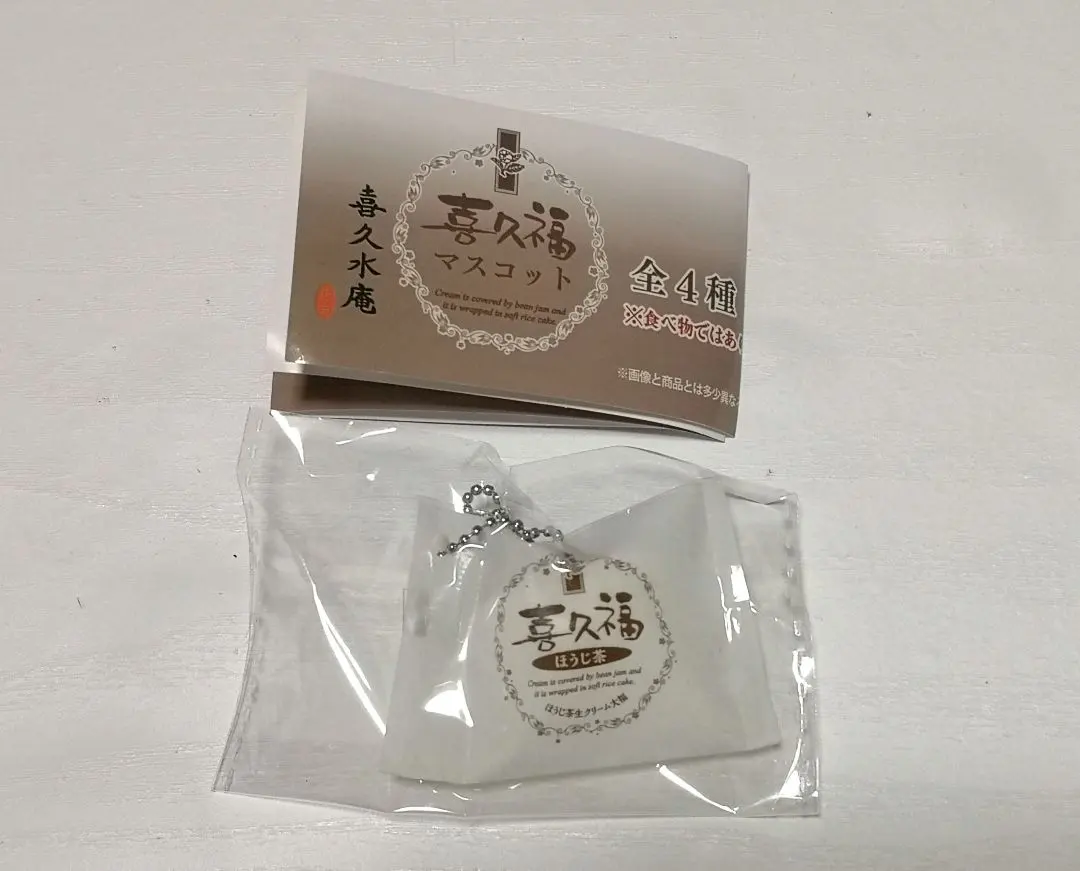 喜久水庵
喜久福
マスコット
Cream is covered by bean jam and
it is wrapped in soft rice cake.
全4種
※食べ物ではあ
※画像と商品とは多少異な
喜久福
ほうじ茶
Cream is covered by bean jam and
it is wrapped in soft rice cake.
ほうじ茶生クリーム大福